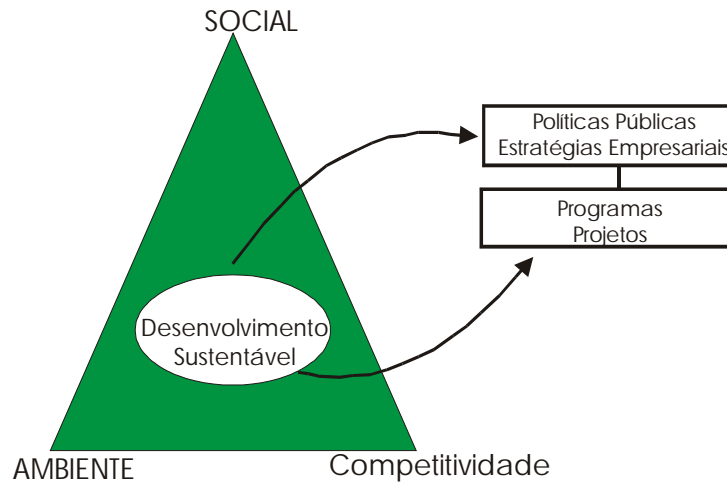 SOCIAL
Políticas Públicas
Estratégias Empresariais
Programas
Projetos
Desenvolvimento
Sustentável
AMBIENTE
Competitividade